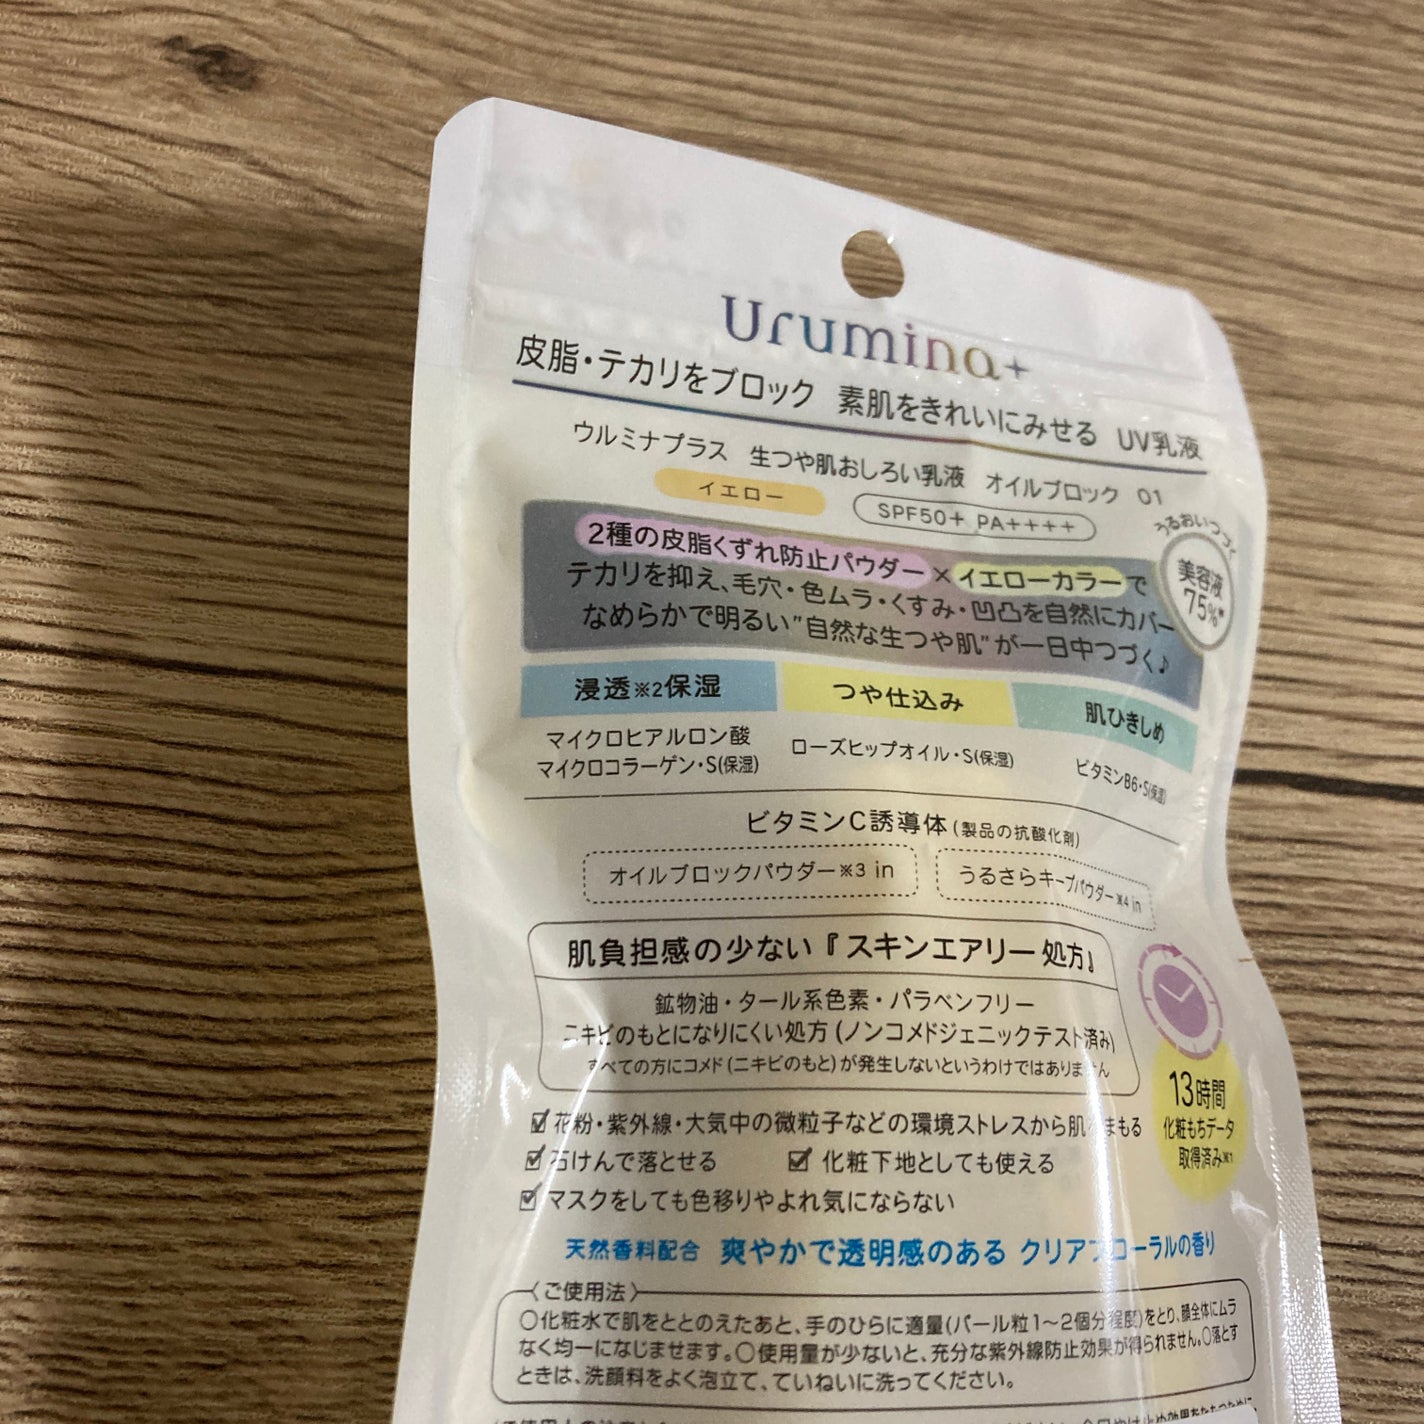 Urumina+
皮脂・テカリをブロック 素肌をきれいにみせる UV乳液
ウルミナプラス 生つや肌おしろい乳液 オイルブロック 01
イエロー
SPF50+ PA++++
うるおいつづく
美容液
75%*
2種の皮脂くずれ防止パウダー×イエローカラーで
テカリを抑え、毛穴・色ムラ・くすみ・凹凸を自然にカバー
なめらかで明るい"自然な生つや肌"が一日中つづく♪
浸透※2保湿
マイクロヒアルロン酸
マイクロコラーゲン・S(保湿)
つや仕込み
ローズヒップオイル・S(保湿)
肌ひきしめ
ビタミンB6・S(保湿)
ビタミンC誘導体(製品の抗酸化剤)
オイルブロックパウダー※3 in
うるさらキープパウダー※4 in
肌負担感の少ない『スキンエアリー処方』
鉱物油・タール系色素・パラベンフリー
ニキビのもとになりにくい処方(ノンコメドジェニックテスト済み)
すべての方にコメド(ニキビのもと)が発生しないというわけではありません
13時間
化粧もちデータ
取得済み※1
☑花粉・紫外線・大気中の微粒子などの環境ストレスから肌をまもる
☑石けんで落とせる ☑化粧下地としても使える
☑マスクをしても色移りやよれ気にならない
天然香料配合 爽やかで透明感のある クリアフローラルの香り
〈ご使用法〉
○化粧水で肌をととのえたあと、手のひらに適量(パール粒1～2個分程度)をとり、顔全体にムラ
なく均一になじませます。○使用量が少ないと、充分な紫外線防止効果が得られません。○落とす
ときは、洗顔料をよく泡立て、ていねいに洗ってください。